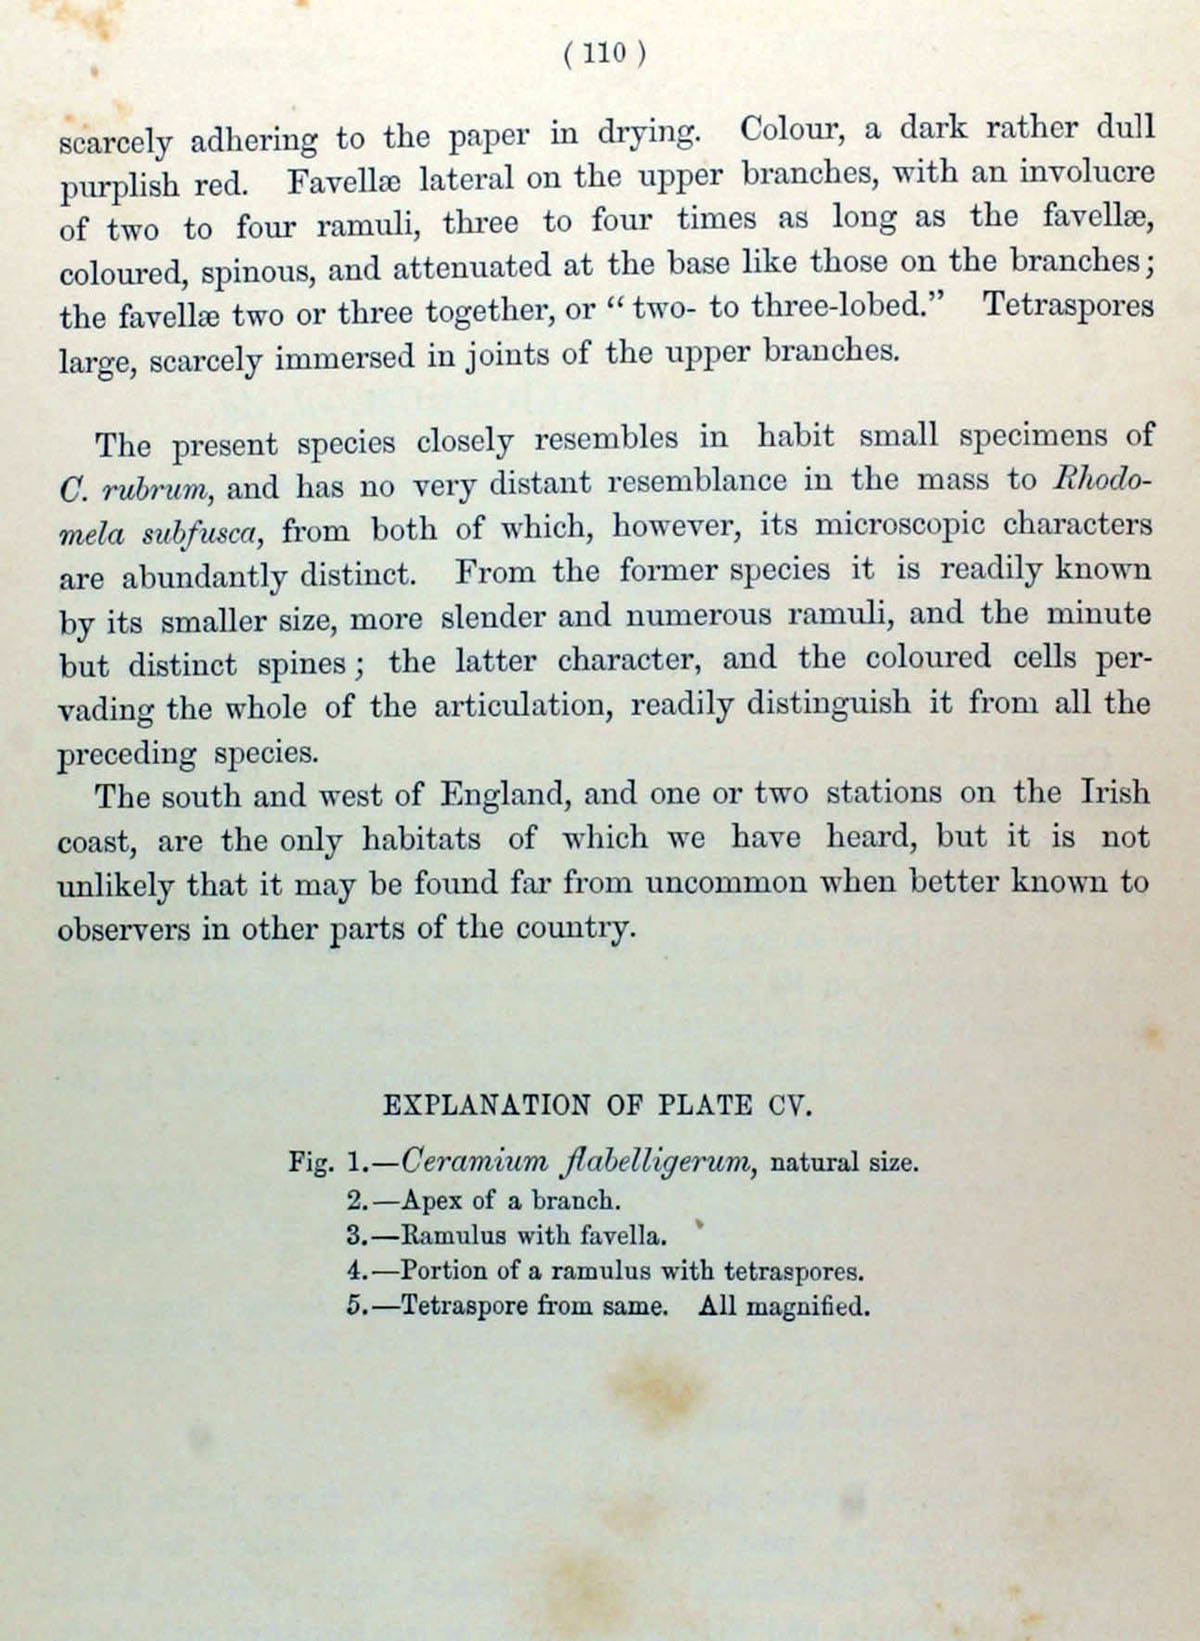 ( 110 )
scarcely adhering to the paper in drying. Colour, a dark rather dull
purplish red. Favellæ lateral on the upper branches, with an involucre
of two to four ramuli, three to four times as long as the favellæ,
coloured, spinous, and attenuated at the base like those on the branches;
the favellæ two or three together, or “ two- to three-lobed.” Tetraspores
large, scarcely immersed in joints of the upper branches.
The present species closely resembles in habit small specimens of
C. rubrum, and has no very distant resemblance in the mass to Rhodo-
mela subfusca, from both of which, however, its microscopic characters
are abundantly distinct. From the former species it is readily known
by its smaller size, more slender and numerous ramuli, and the minute
but distinct spines ; the latter character, and the coloured cells per-
vading the whole of the articulation, readily distinguish it from all the
preceding species.
The south and west of England, and one or two stations on the Irish
coast, are the only habitats of which we have heard, but it is not
unlikely that it may be found far from uncommon when better known to
observers in other parts of the country.
EXPLANATION OF PLATE CV.
Fig. 1.—Ceramium flabelligerum, natural size.
2.—Apex of a branch.
3.—Ramulus with favella.
4.—Portion of a ramulus with tetraspores.
5.—Tetraspore from same. All magnified.